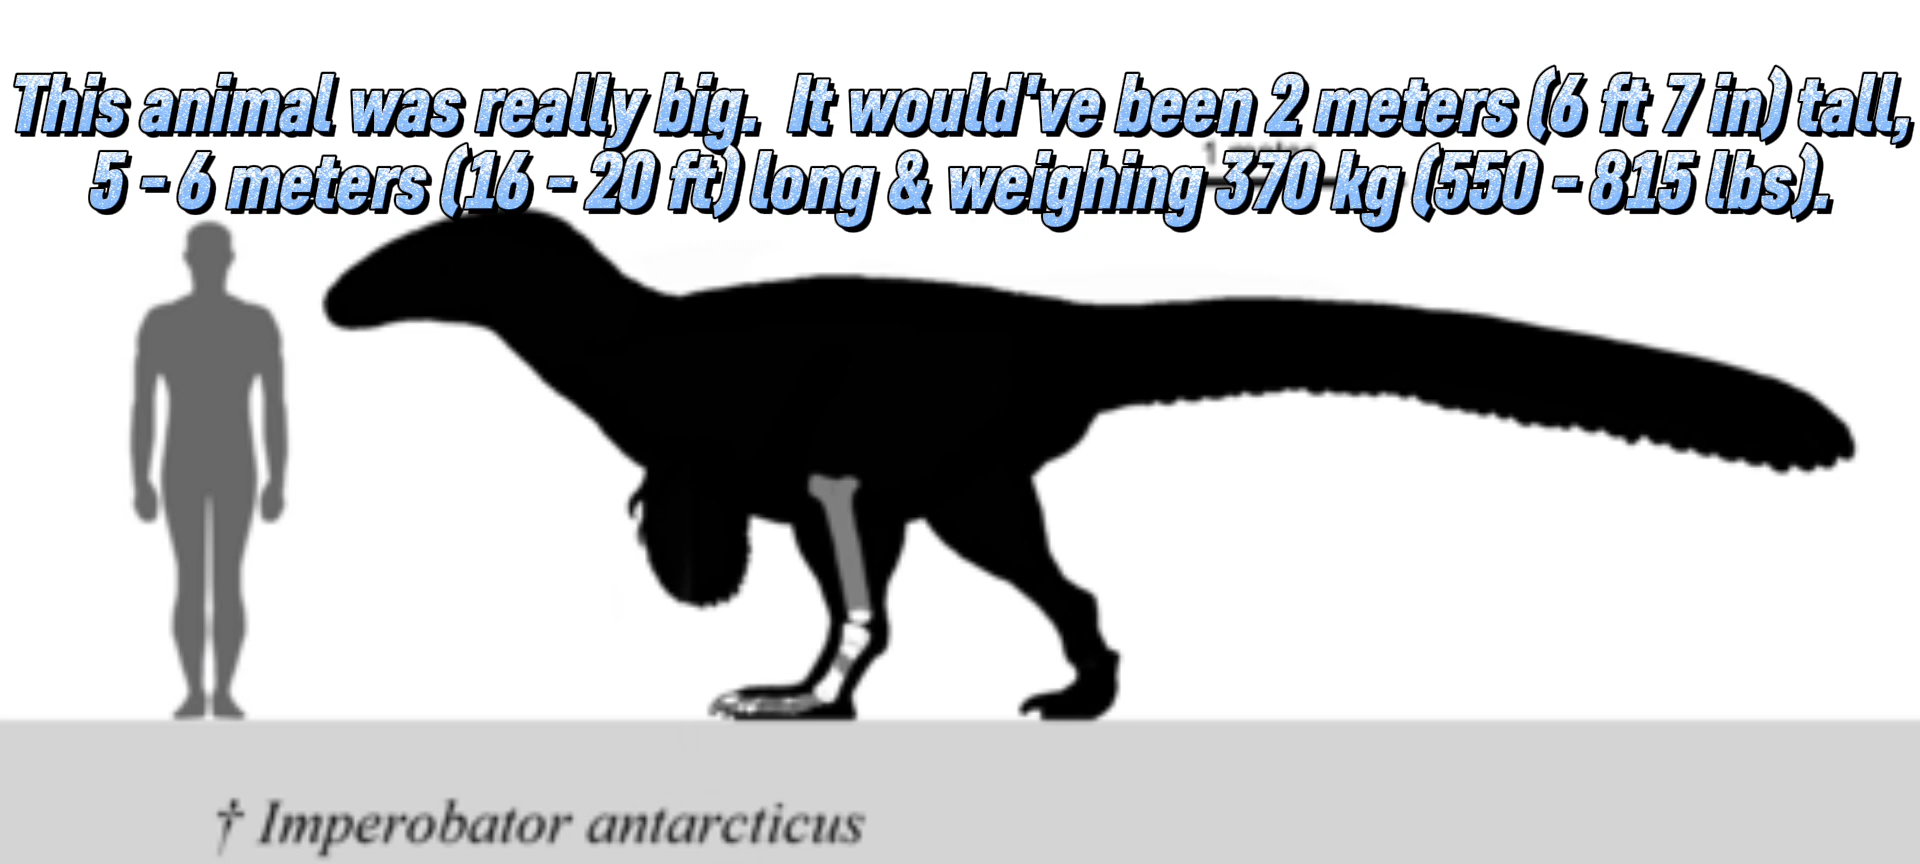 This animal was really big. It would've been 2 meters (6 ft 7 in) tall,
5 - 6 meters (16 - 20 ft) long & weighing 370 kg (550 - 815 lbs).
† Imperobator antarcticus